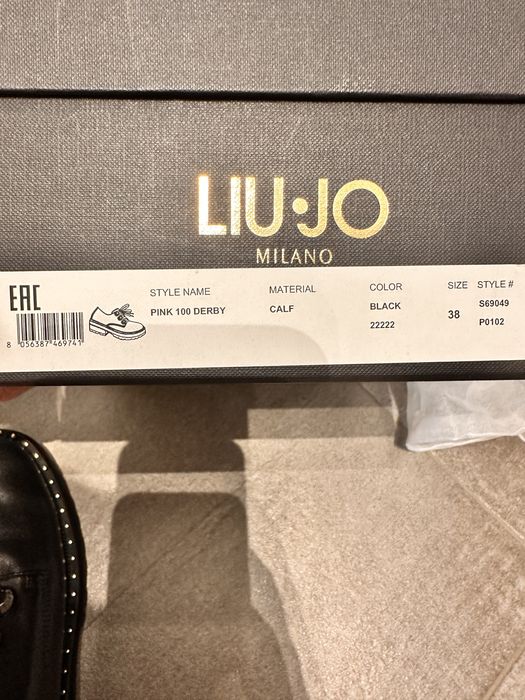 LIU·JO
MILANO
EAC
STYLE NAME MATERIAL COLOR SIZE STYLE #
PINK 100 DERBY CALF BLACK 38 S69049
22222 P0102
8 056387 469741